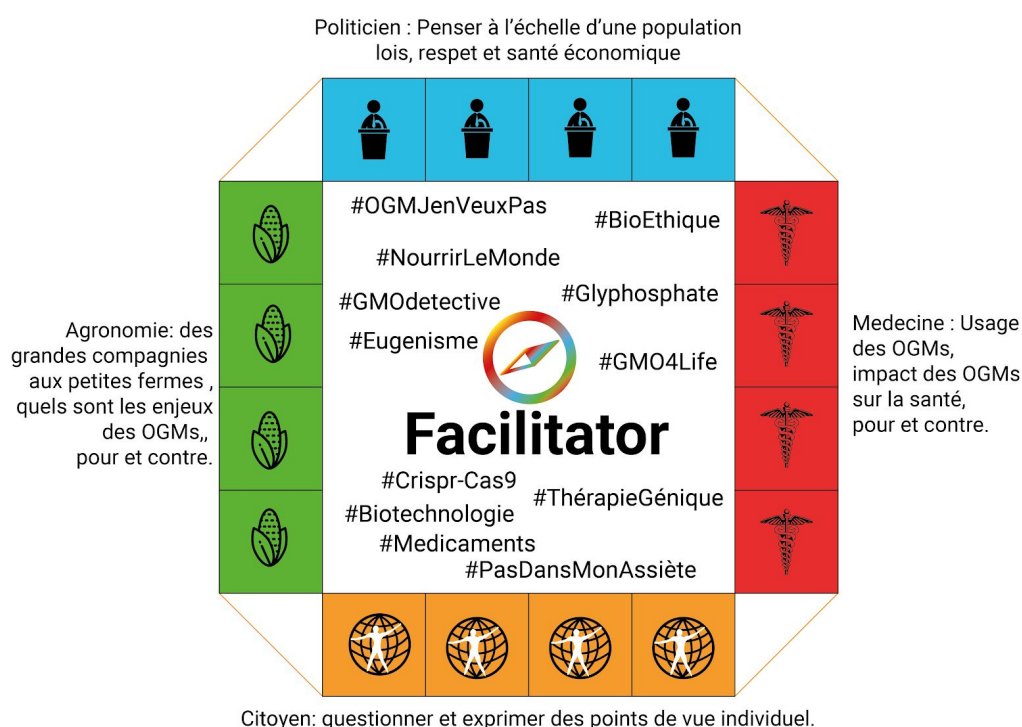 Politicien : Penser à l’échelle d’une population
lois, respet et santé économique
#OGMJenVeuxPas
#BioEthique
#NourrirLeMonde
#GMOdetective
#Glyphosphate
#Eugenisme
#GMO4Life
Agronomie: des
grandes compagnies
aux petites fermes ,
quels sont les enjeux
des OGMs,,
pour et contre.
Medecine : Usage
des OGMs,
impact des OGMs
sur la santé,
pour et contre.
Facilitator
#Crispr-Cas9
#ThérapieGénique
#Biotechnologie
#Medicaments
#PasDansMonAssiète
Citoyen: questionner et exprimer des points de vue individuel.